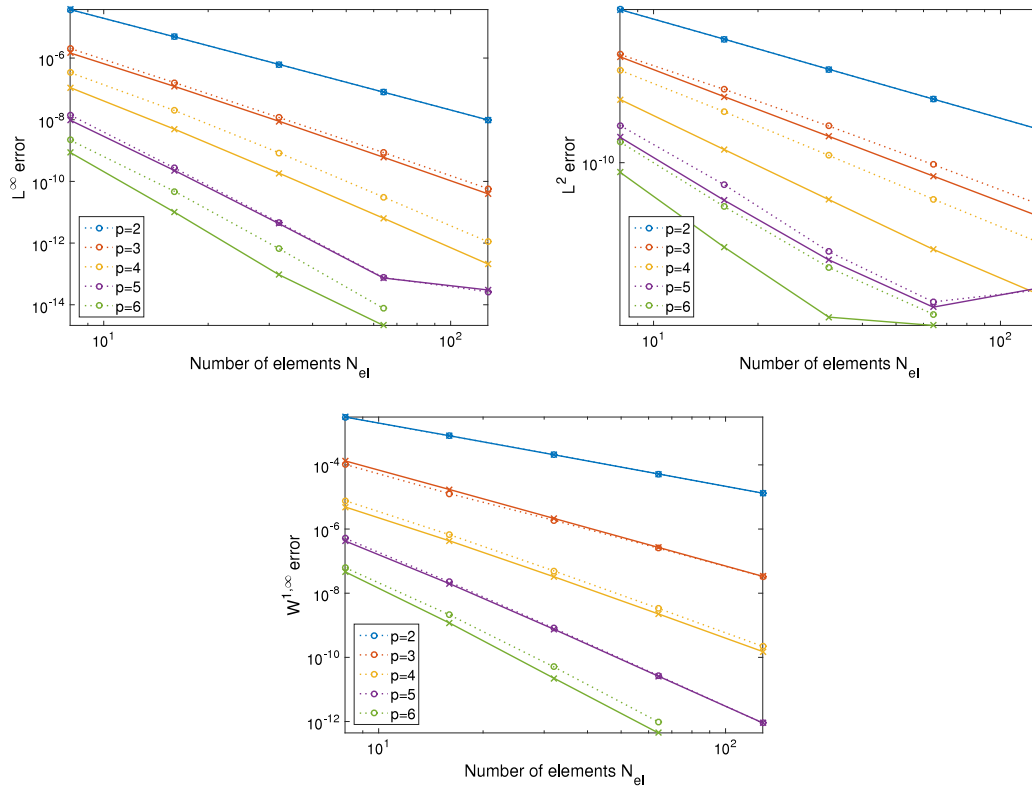 10^-6
10^-8
10^-10
10^-12
10^-14
L^∞ error
p=2
p=3
p=4
p=5
p=6
10^1
10^2
Number of elements N_el
10^-10
L^2 error
p=2
p=3
p=4
p=5
p=6
10^1
10^2
Number of elements N_el
10^-4
10^-6
10^-8
10^-10
10^-12
W^1,∞ error
p=2
p=3
p=4
p=5
p=6
10^1
10^2
Number of elements N_el